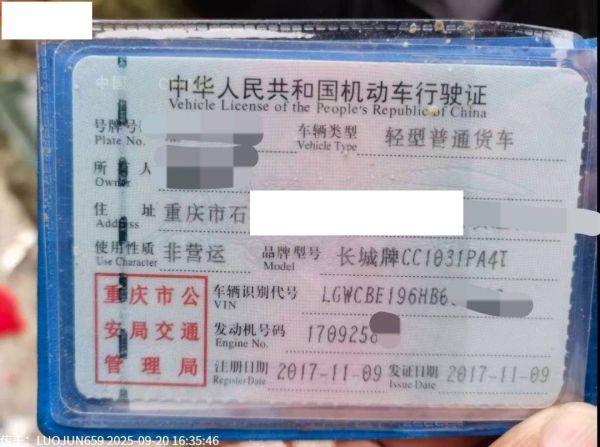 中华人民共和国机动车行驶证
Vehicle License of the People's Republic of China
号牌号 车辆类型 轻型普通货车
Plate No. Vehicle Type
所有人
Owner
住址 重庆市石
Address
使用性质 非营运 品牌型号 长城牌CC1031PA4T
Use Character Model
重庆市公 车辆识别代号 LGWCBE196HB6
VIN
安局交通 发动机号码 1709258
Engine No.
管理局 注册日期 2017-11-09 发证日期 2017-11-09
Register Date Issue Date
LUOJUN659 2025-09-20 16:35:46